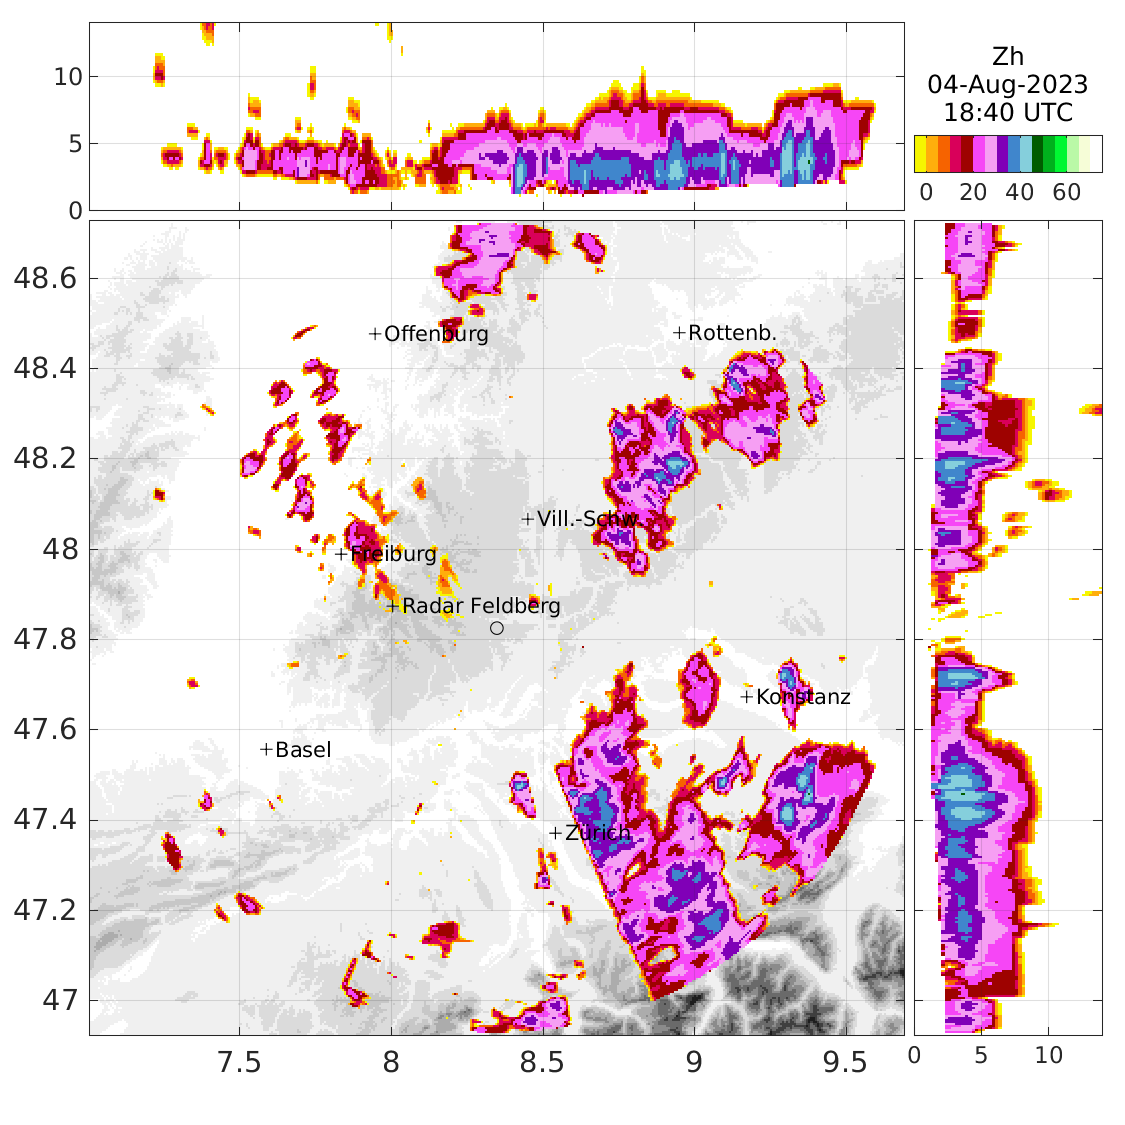 10
5
0
Zh
04-Aug-2023
18:40 UTC
0 20 40 60
48.6
48.4
48.2
48
47.8
47.6
47.4
47.2
47
+Offenburg
+Rottenb.
+Vill.-Schw.
+Freiburg
+Radar Feldberg
+Konstanz
+Basel
+Zürich
7.5 8 8.5 9 9.5
0 5 10